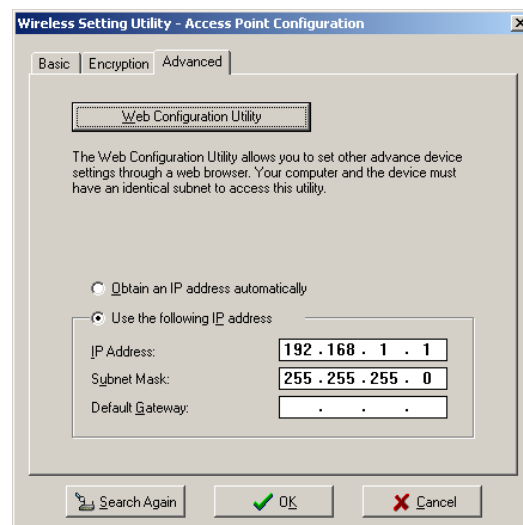 Wireless Setting Utility - Access Point Configuration
Basic Encryption Advanced
Web Configuration Utility
The Web Configuration Utility allows you to set other advance device
settings through a web browser. Your computer and the device must
have an identical subnet to access this utility.
Obtain an IP address automatically
Use the following IP address
IP Address: 192 . 168 . 1 . 1
Subnet Mask: 255 . 255 . 255 . 0
Default Gateway: . . .
Search Again OK Cancel